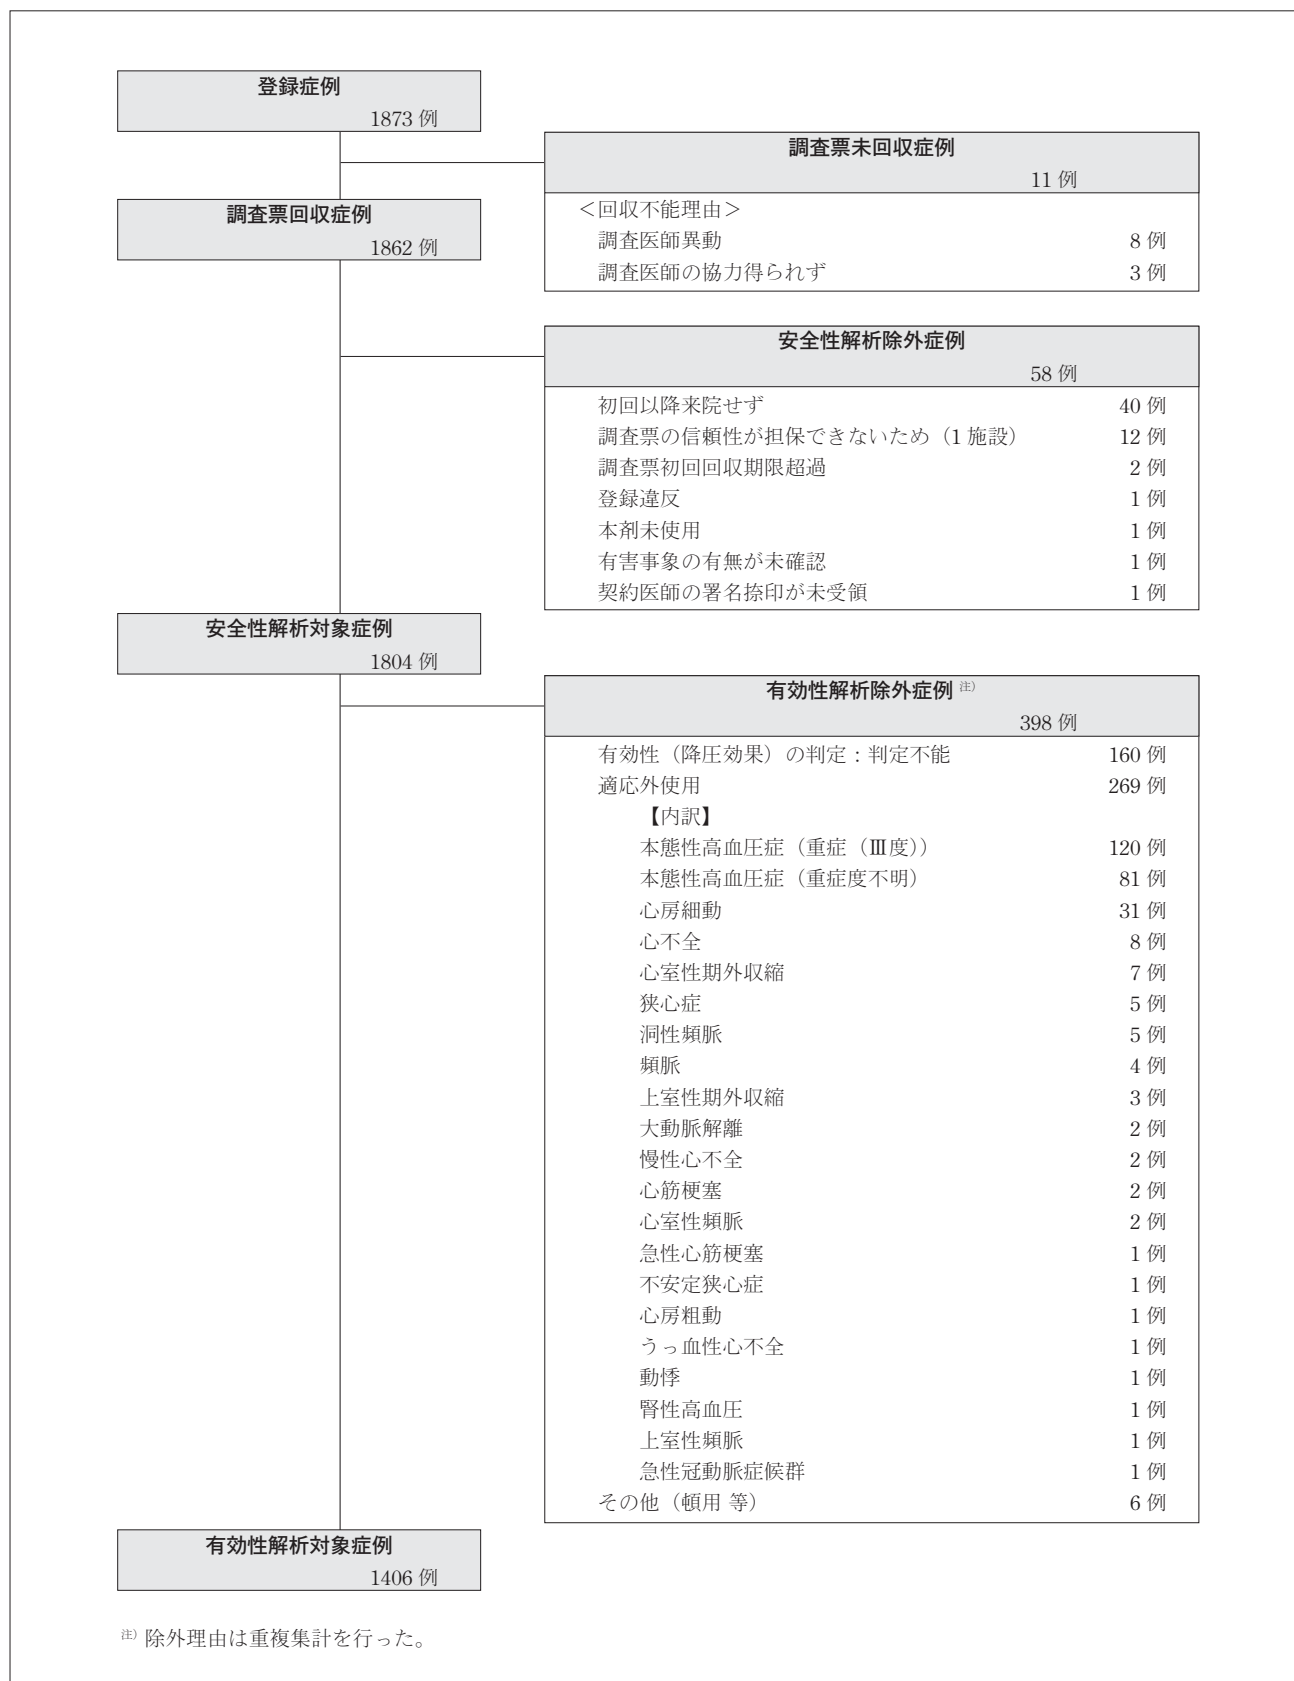 登録症例
1873 例
調査票未回収症例
11 例
<回収不能理由>
調査医師異動 8 例
調査医師の協力得られず 3 例
調査票回収症例
1862 例
安全性解析除外症例
58 例
初回以降来院せず 40 例
調査票の信頼性が担保できないため（1 施設） 12 例
調査票初回回収期限超過 2 例
登録違反 1 例
本剤未使用 1 例
有害事象の有無が未確認 1 例
契約医師の署名捺印が未受領 1 例
安全性解析対象症例
1804 例
有効性解析除外症例 注)
398 例
有効性（降圧効果）の判定：判定不能 160 例
適応外使用 269 例
【内訳】
本態性高血圧症（重症（Ⅲ度）） 120 例
本態性高血圧症（重症度不明） 81 例
心房細動 31 例
心不全 8 例
心室性期外収縮 7 例
狭心症 5 例
洞性頻脈 5 例
頻脈 4 例
上室性期外収縮 3 例
大動脈解離 2 例
慢性心不全 2 例
心筋梗塞 2 例
心室性頻脈 2 例
急性心筋梗塞 1 例
不安定狭心症 1 例
心房粗動 1 例
うっ血性心不全 1 例
動悸 1 例
腎性高血圧 1 例
上室性頻脈 1 例
急性冠動脈症候群 1 例
その他（頓用 等） 6 例
有効性解析対象症例
1406 例
注) 除外理由は重複集計を行った。